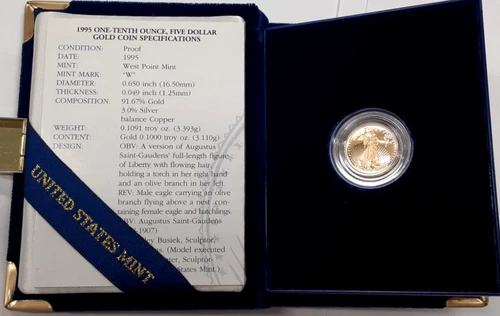 1995 ONE-TENTH OUNCE, FIVE DOLLAR
GOLD COIN SPECIFICATIONS
CONDITION: Proof
DATE: 1995
MINT: West Point Mint
MINT MARK: "W"
DIAMETER: 0.650 inch (16.50mm)
THICKNESS: 0.049 inch (1.25mm)
COMPOSITION: 91.67% Gold
3.0% Silver
balance Copper
WEIGHT: 0.1091 troy oz. (3.393g)
CONTENT: Gold 0.1000 troy oz. (3.110g)
DESIGN: OBV: A version of Augustus
Saint-Gaudens' full-length figure
of Liberty with flowing hair,
holding a torch in her right hand
and an olive branch in her left.
REV: Male eagle carrying an olive
branch flying above a nest con-
taining female eagle and hatchlings.
OBV: Augustus Saint-Gaudens
1907)
ley Busiek, Sculptor,
(Model executed
ter, Sculptor-
States Mint.)
UNITED STATES MINT